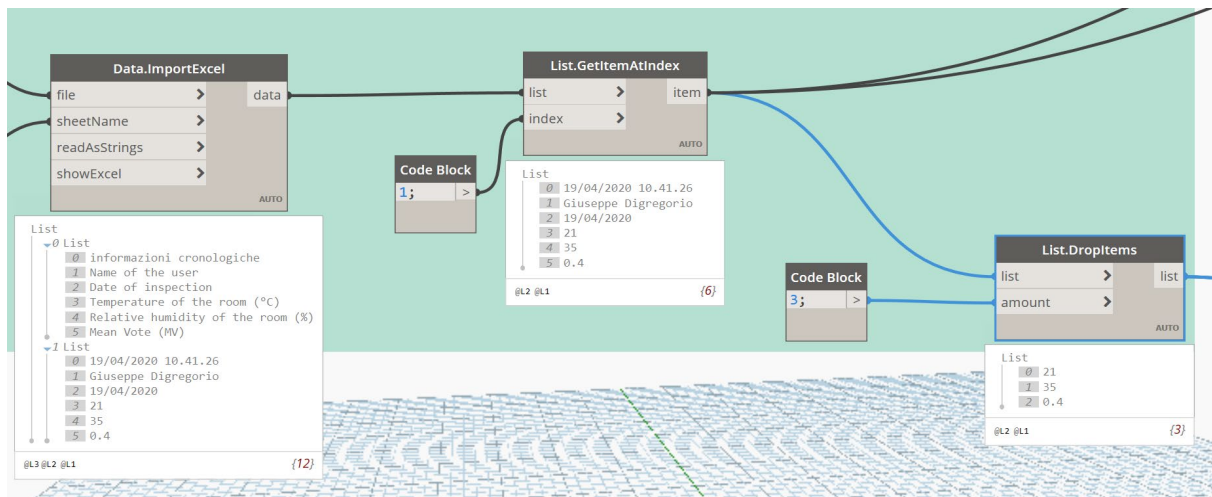 Data.ImportExcel
file > data
sheetName >
readAsStrings >
showExcel >
AUTO
List
0 List
0 informazioni cronologiche
1 Name of the user
2 Date of inspection
3 Temperature of the room (°C)
4 Relative humidity of the room (%)
5 Mean Vote (MV)
1 List
0 19/04/2020 10.41.26
1 Giuseppe Digregorio
2 19/04/2020
3 21
4 35
5 0.4
@L3 @L2 @L1 {12}
Code Block
1; >
List.GetItemAtIndex
list > item
index >
AUTO
List
0 19/04/2020 10.41.26
1 Giuseppe Digregorio
2 19/04/2020
3 21
4 35
5 0.4
@L2 @L1 {6}
Code Block
3; >
List.DropItems
list > list
amount >
AUTO
List
0 21
1 35
2 0.4
@L2 @L1 {3}